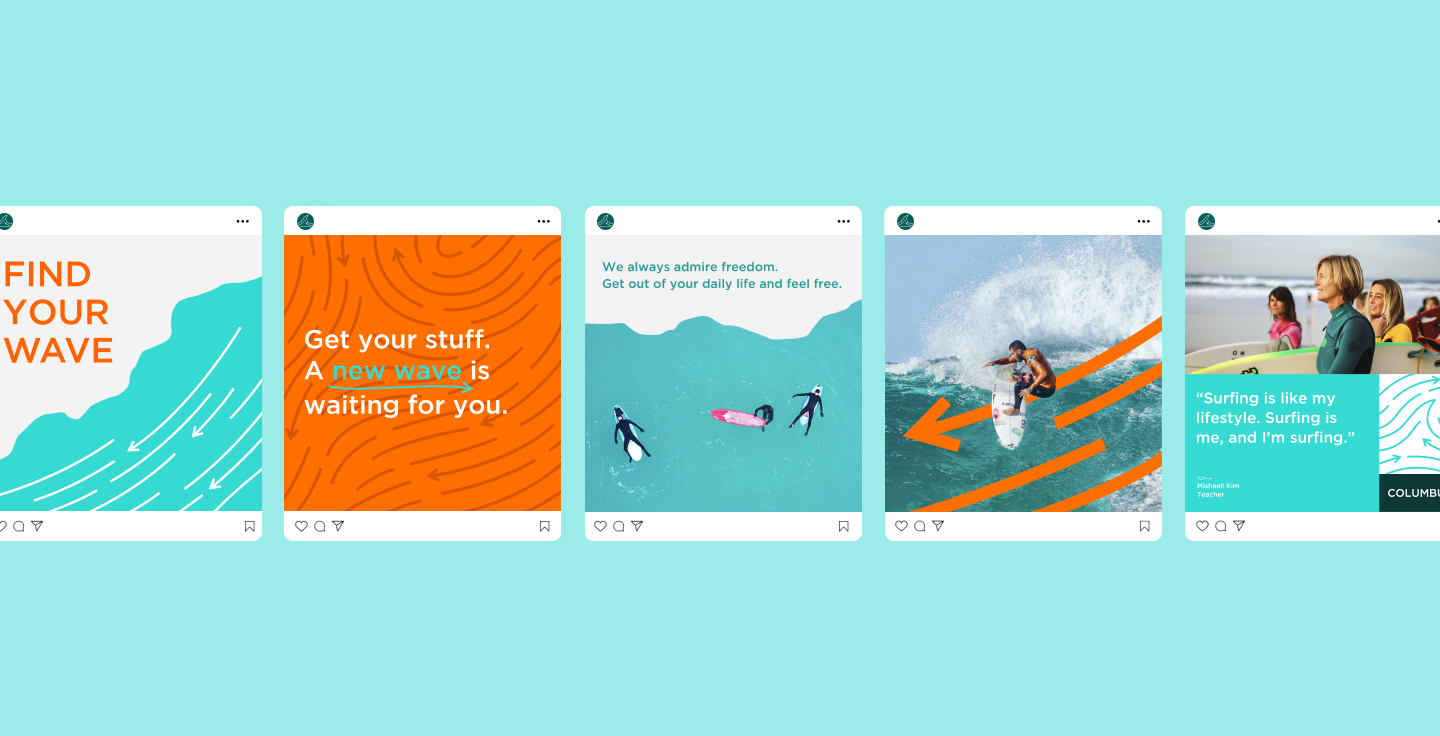 FIND
YOUR
WAVE
Get your stuff.
A new wave is
waiting for you.
We always admire freedom.
Get out of your daily life and feel free.
“Surfing is like my
lifestyle. Surfing is
me, and I’m surfing.”
Mishaell Kim
Teacher
COLUMBU